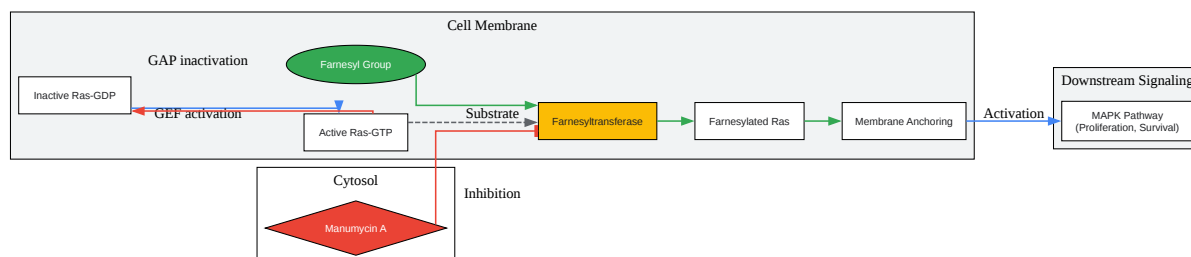 Cell Membrane
GAP inactivation
Farnesyl Group
Downstream Signaling
Inactive Ras-GDP
GEF activation
Active Ras-GTP
Substrate
Farnesyltransferase
Farnesylated Ras
Membrane Anchoring
Activation
MAPK Pathway
(Proliferation, Survival)
Cytosol
Inhibition
Manumycin A